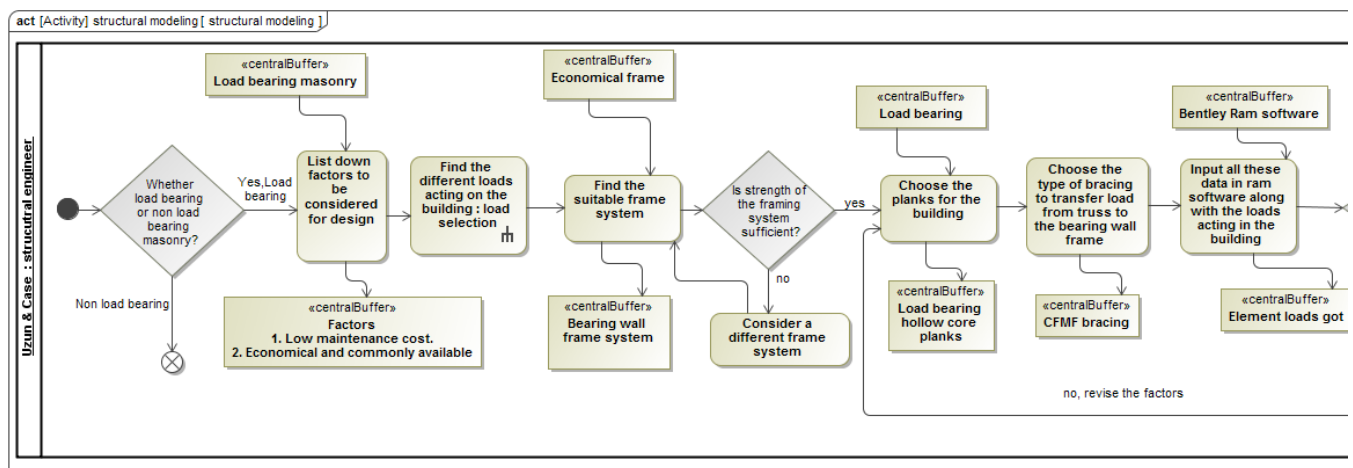 act [Activity] structural modeling [ structural modeling ]
Uzun & Case : strucutral engineer
«centralBuffer»
Load bearing masonry
«centralBuffer»
Economical frame
«centralBuffer»
Load bearing
«centralBuffer»
Bentley Ram software
Whether
load bearing
or non load
bearing
masonry?
Yes,Load
bearing
List down
factors to
be
considered
for design
Find the
different loads
acting on the
building : load
selection
Find the
suitable frame
system
Is strength of
the framing
system
sufficient?
yes
Choose the
planks for the
building
Choose the
type of bracing
to transfer load
from truss to
the bearing wall
frame
Input all these
data in ram
software along
with the loads
acting in the
building
Non load bearing
no
«centralBuffer»
Factors
1. Low maintenance cost.
2. Economical and commonly available
«centralBuffer»
Bearing wall
frame system
Consider a
different frame
system
«centralBuffer»
Load bearing
hollow core
planks
«centralBuffer»
CFMF bracing
«centralBuffer»
Element loads got
no, revise the factors